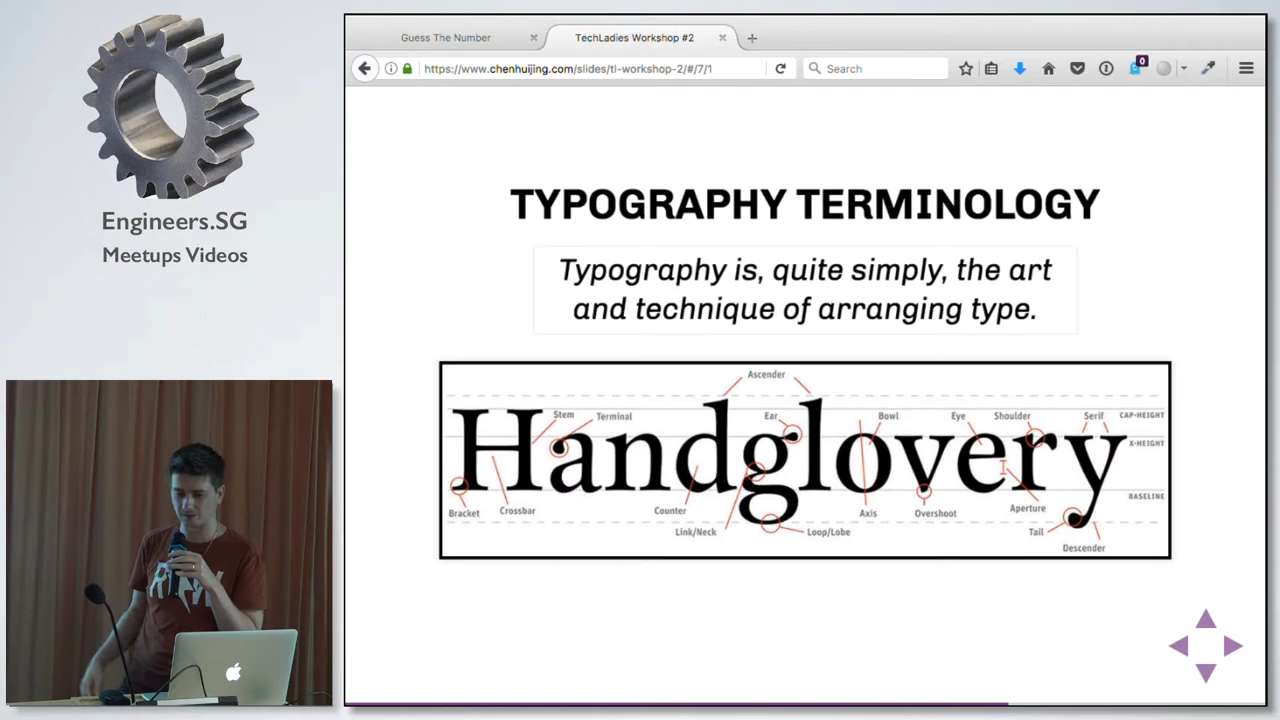 Engineers.SG
Meetups Videos
Guess The Number
TechLadies Workshop #2
https://www.chenhuijing.com/slides/tl-workshop-2/#/7/1
Search
0
TYPOGRAPHY TERMINOLOGY
Typography is, quite simply, the art
and technique of arranging type.
Ascender
Stem Terminal Ear Bowl Eye Shoulder Serif CAP-HEIGHT
X-HEIGHT
Handglovery
BASELINE
Bracket Crossbar Counter Axis Overshoot Aperture
Link/Neck Loop/Lobe Tail
Descender